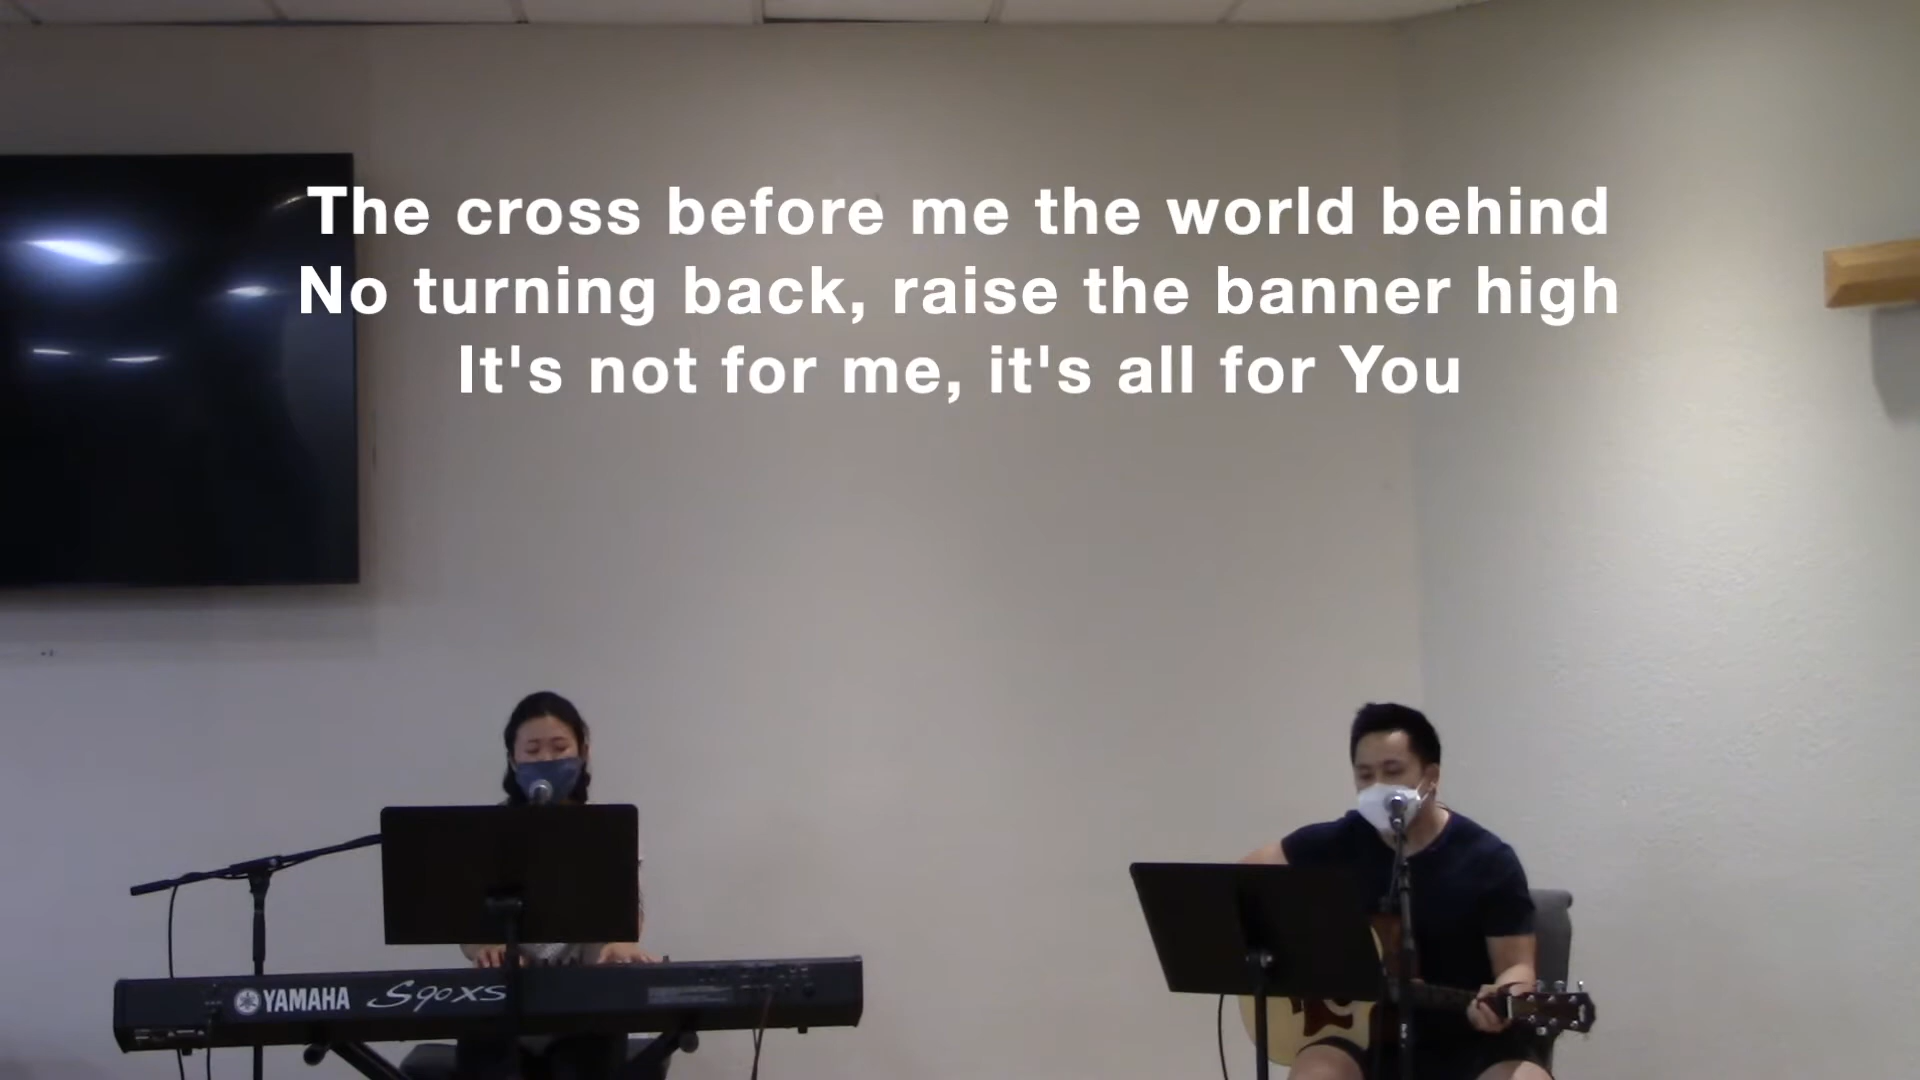 The cross before me the world behind
No turning back, raise the banner high
It's not for me, it's all for You
YAMAHA S90XS